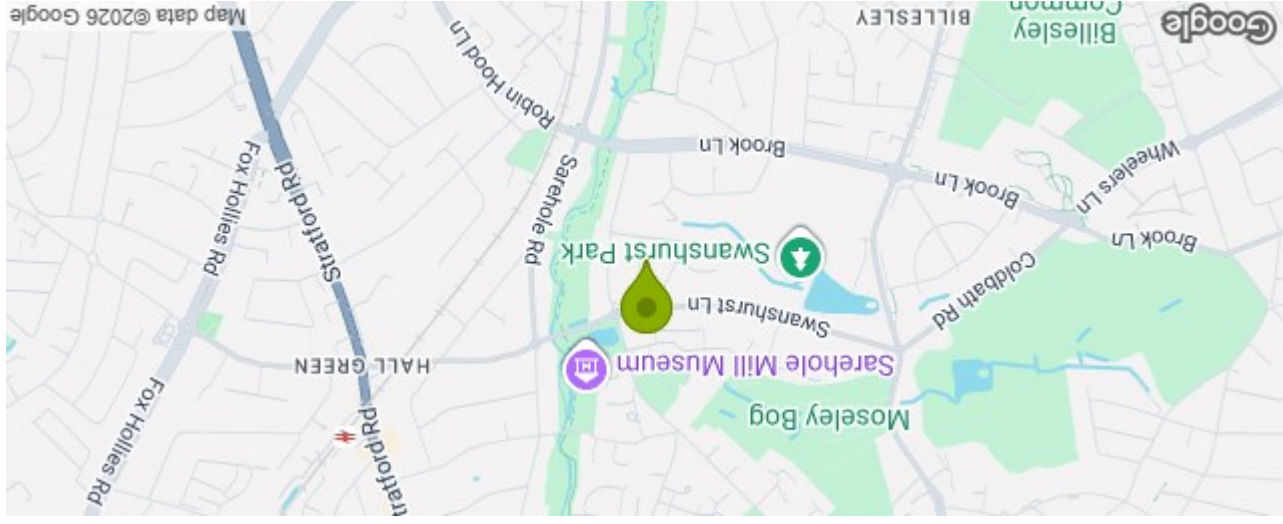 tratford Rd
Fox Hollies Rd
Moseley Bog
Sarehole Mill Museum
HALL GREEN
Swanshurst Ln
Coldbath Rd
Swanshurst Park
Brook Ln
Stratford Rd
Sarehole Rd
Fox Hollies Rd
Wheelers Ln
Brook Ln
Brook Ln
Robin Hood Ln
Billesley
Common
BILLESLEY
Google
Map data ©2026 Google